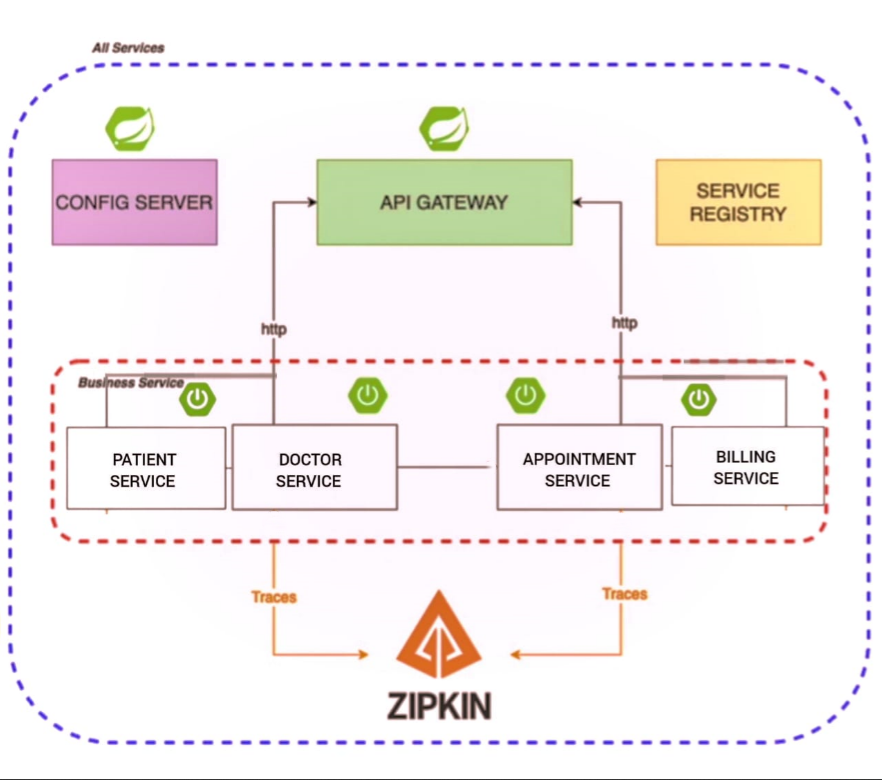 All Services
CONFIG SERVER
API GATEWAY
SERVICE
REGISTRY
http
http
Business Service
PATIENT
SERVICE
DOCTOR
SERVICE
APPOINTMENT
SERVICE
BILLING
SERVICE
Traces
Traces
ZIPKIN